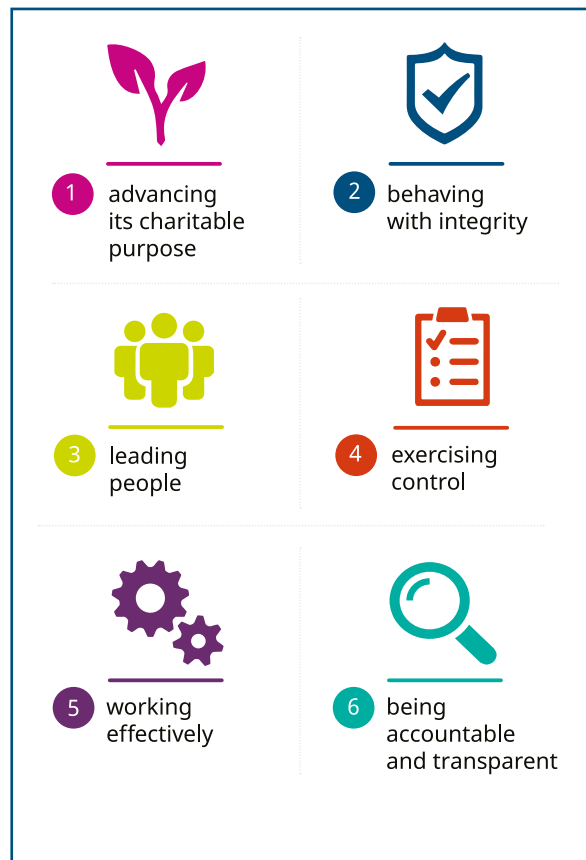 1
advancing
its charitable
purpose
2
behaving
with integrity
3
leading
people
4
exercising
control
5
working
effectively
6
being
accountable
and transparent